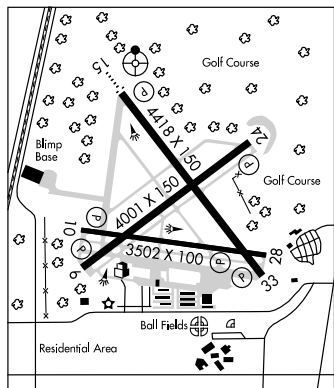 Golf Course
15
P
P
4418 X 150
24
Blimp
Base
P
4001 X 150
Golf Course
P
10
P
3502 X 100
P
28
6
P
33
Ball Fields
Residential Area